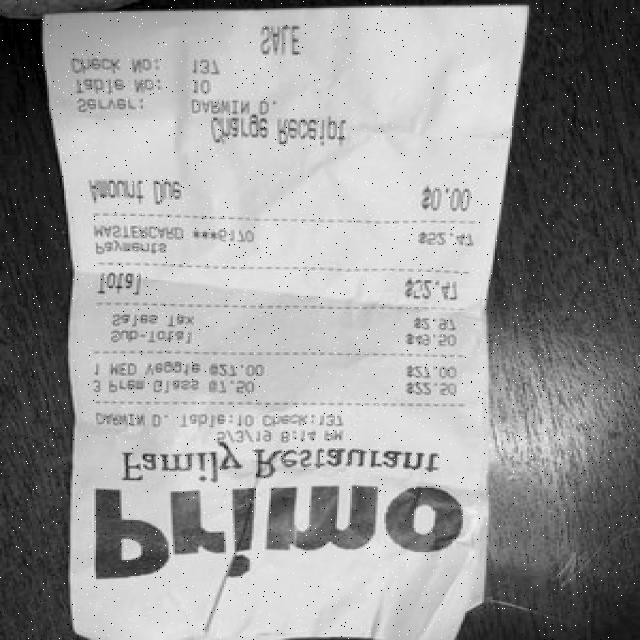 Primo
Family Restaurant
5/3/19 8:14 PM
DARWIN D. Table:10 Check:137
3 Prem Glass @7.50 $22.50
1 MED Veggie @27.00 $27.00
Sub-Total $49.50
Sales Tax $2.97
Total $52.47
Payments
MASTERCARD ***6170 $52.47
Amount Due $0.00
Charge Receipt
Server: DARWIN D.
Table No: 10
Check No: 137
SALE